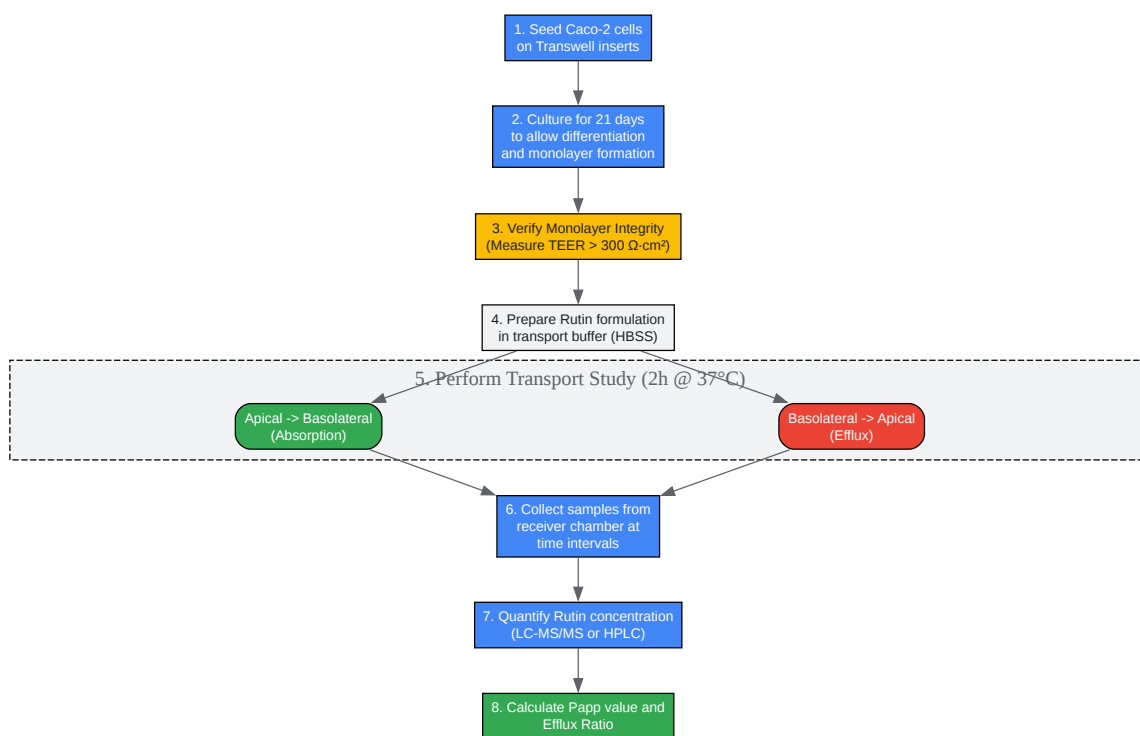 1. Seed Caco-2 cells
on Transwell inserts
2. Culture for 21 days
to allow differentiation
and monolayer formation
3. Verify Monolayer Integrity
(Measure TEER > 300 Ω·cm²)
4. Prepare Rutin formulation
in transport buffer (HBSS)
5. Perform Transport Study (2h @ 37°C)
Apical -> Basolateral
(Absorption)
Basolateral -> Apical
(Efflux)
6. Collect samples from
receiver chamber at
time intervals
7. Quantify Rutin concentration
(LC-MS/MS or HPLC)
8. Calculate Papp value and
Efflux Ratio